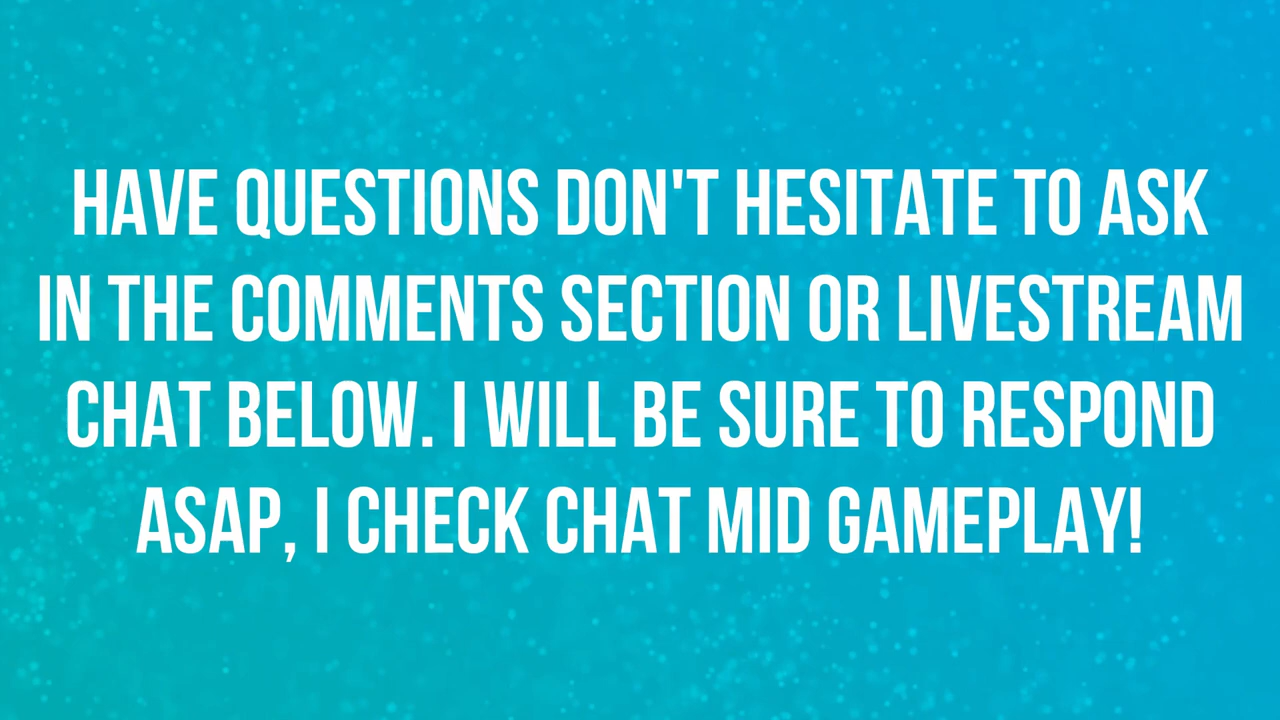 HAVE QUESTIONS DON'T HESITATE TO ASK
IN THE COMMENTS SECTION OR LIVESTREAM
CHAT BELOW. I WILL BE SURE TO RESPOND
ASAP, I CHECK CHAT MID GAMEPLAY!